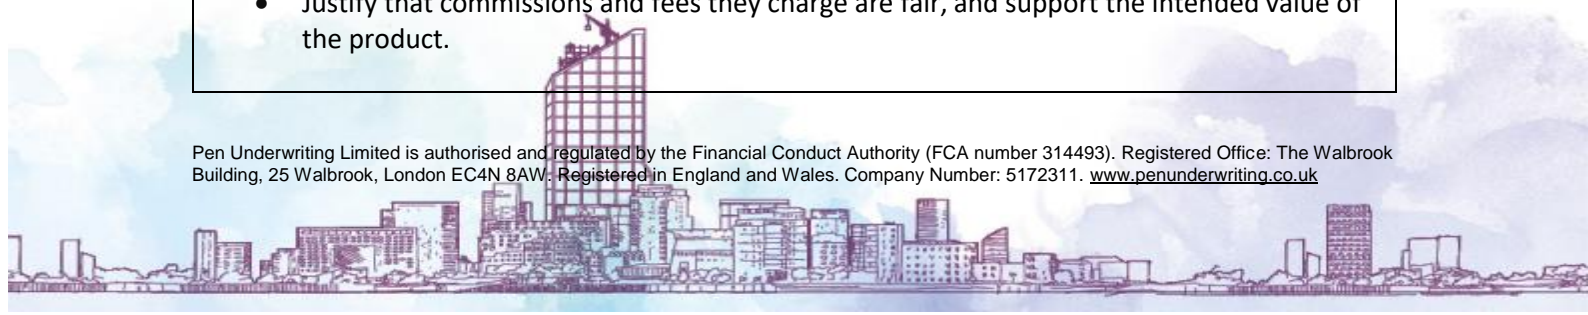 • Justify that commissions and fees they charge are fair, and support the intended value of
the product.
Pen Underwriting Limited is authorised and regulated by the Financial Conduct Authority (FCA number 314493). Registered Office: The Walbrook
Building, 25 Walbrook, London EC4N 8AW. Registered in England and Wales. Company Number: 5172311. www.penunderwriting.co.uk